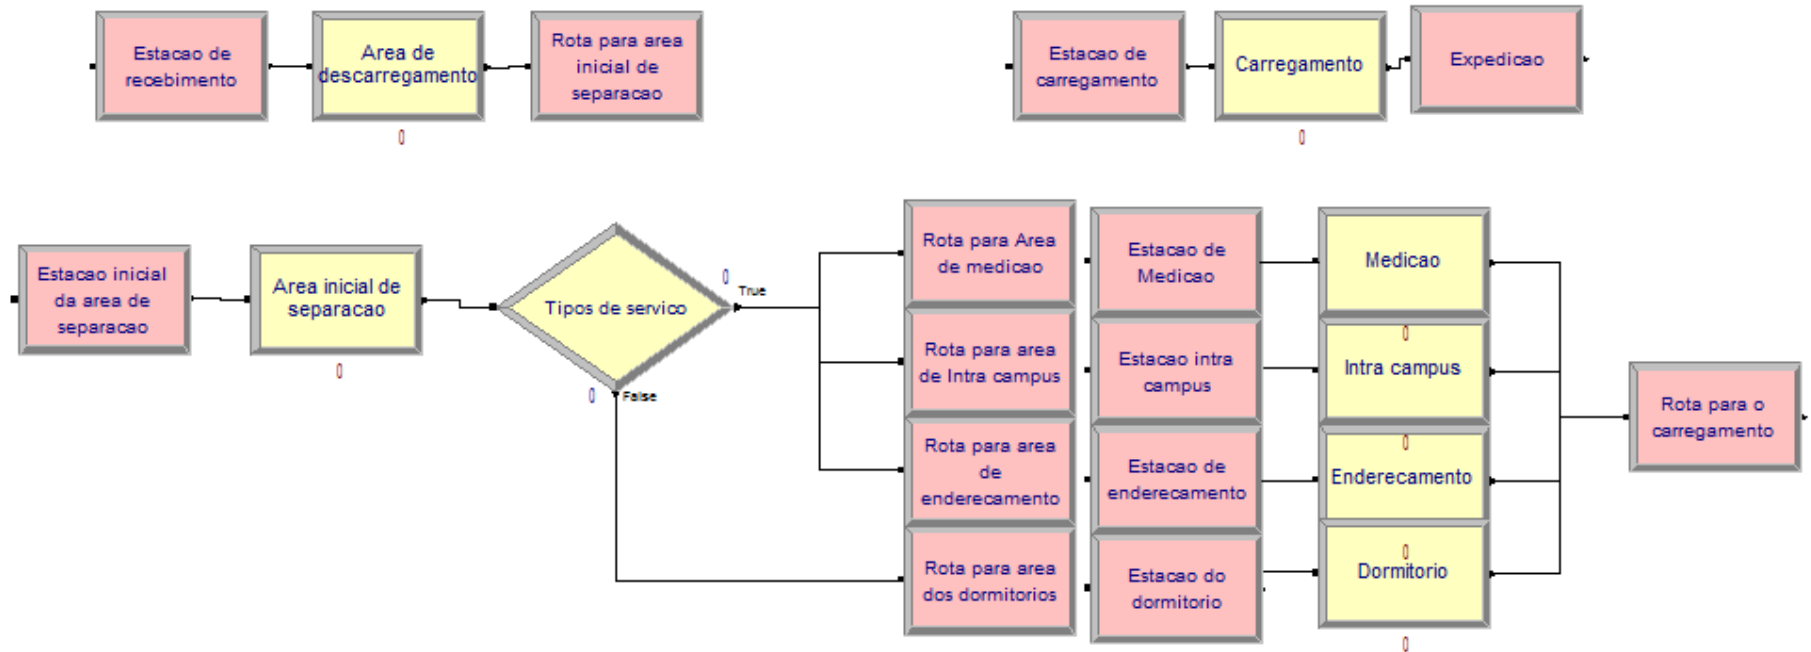 Estacao de
recebimento
Area de
descarregamento
0
Rota para area
inicial de
separacao
Estacao de
carregamento
Carregamento
0
Expedicao
Estacao inicial
da area de
separacao
Area inicial de
separacao
0
Tipos de servico
0
True
0
False
Rota para Area
de medicao
Rota para area
de Intra campus
Rota para area
de
enderecamento
Rota para area
dos dormitorios
Estacao de
Medicao
Estacao intra
campus
Estacao de
enderecamento
Estacao do
dormitorio
Medicao
0
Intra campus
0
Enderecamento
0
Dormitorio
0
Rota para o
carregamento